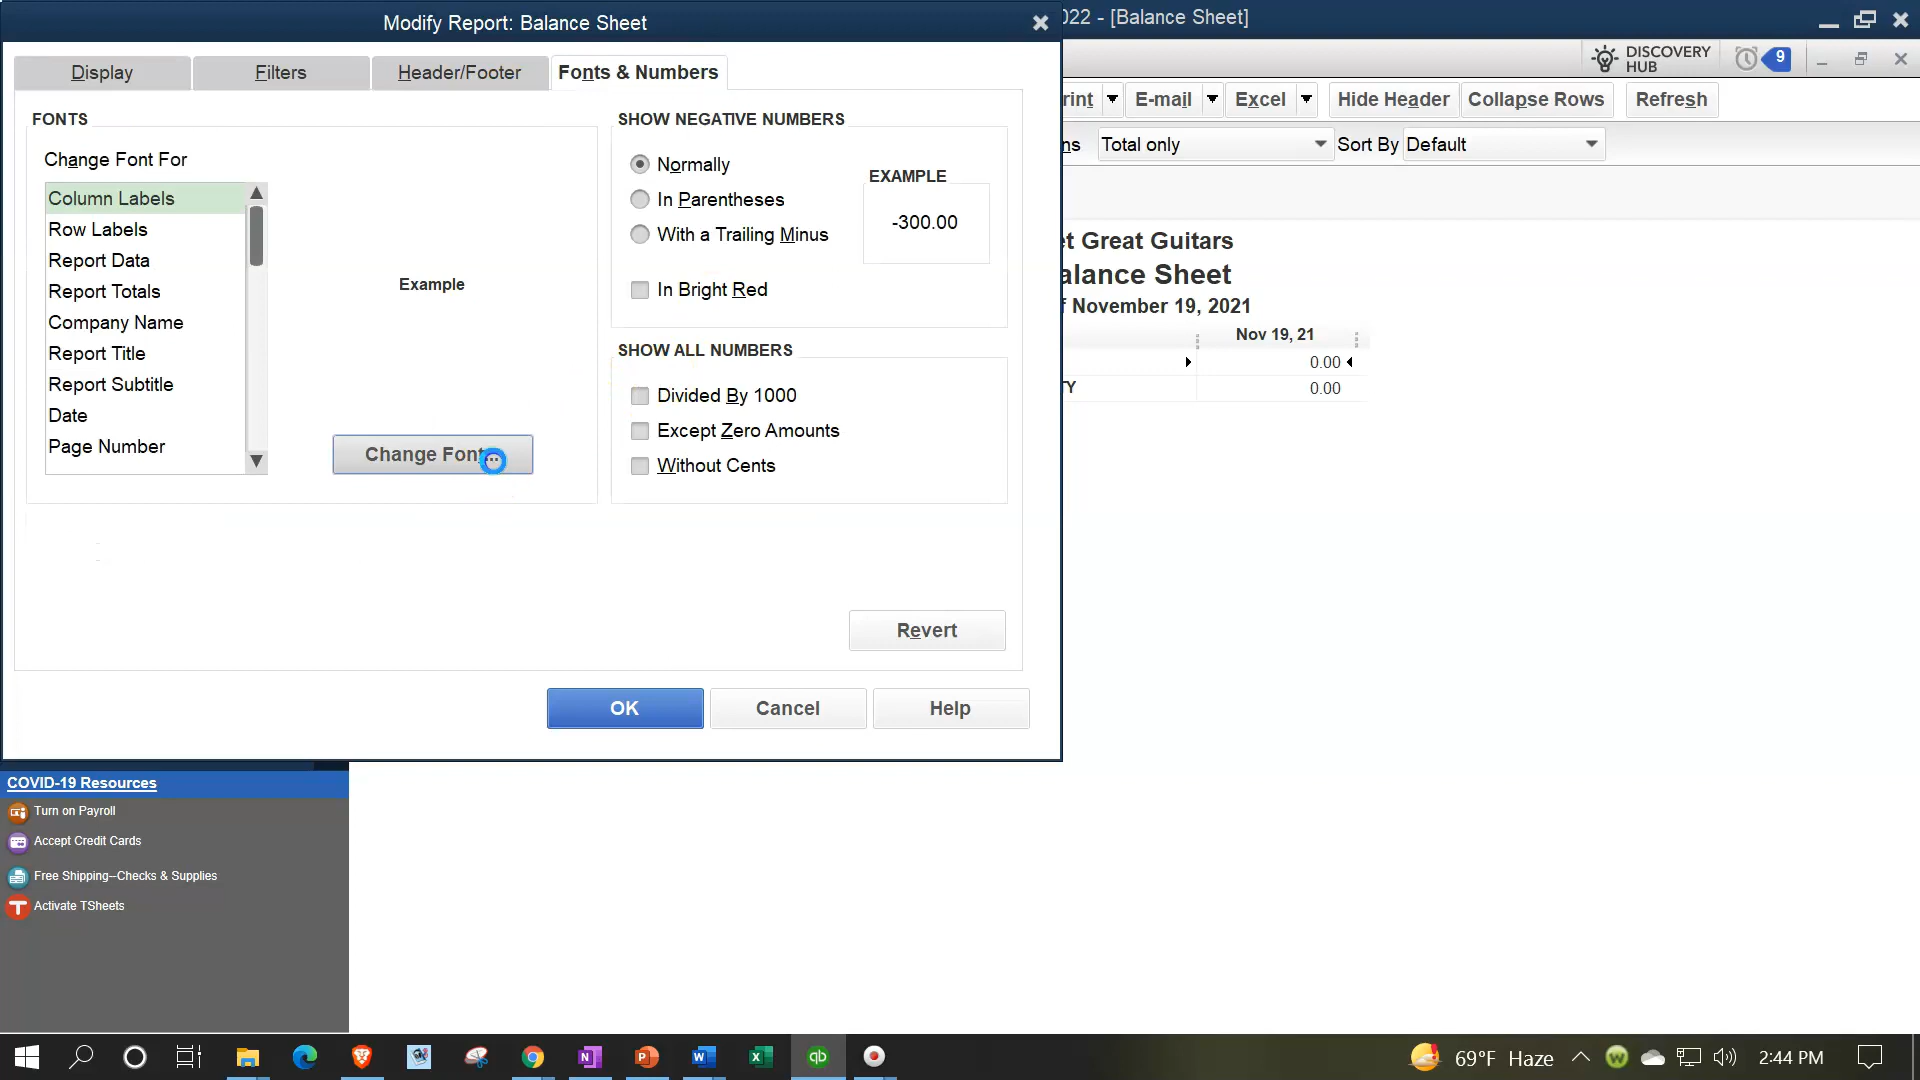 Modify Report: Balance Sheet
022 - [Balance Sheet]
Display
Filters
Header/Footer
Fonts & Numbers
DISCOVERY
HUB
9
rint
E-mail
Excel
Hide Header
Collapse Rows
Refresh
ns
Total only
Sort By
Default
FONTS
Change Font For
Column Labels
Row Labels
Report Data
Report Totals
Company Name
Report Title
Report Subtitle
Date
Page Number
Example
Change Font...
SHOW NEGATIVE NUMBERS
Normally
In Parentheses
With a Trailing Minus
In Bright Red
EXAMPLE
-300.00
SHOW ALL NUMBERS
Divided By 1000
Except Zero Amounts
Without Cents
Revert
OK
Cancel
Help
et Great Guitars
alance Sheet
f November 19, 2021
Nov 19, 21
0.00
TY
0.00
COVID-19 Resources
Turn on Payroll
Accept Credit Cards
Free Shipping--Checks & Supplies
Activate TSheets
69°F Haze
2:44 PM